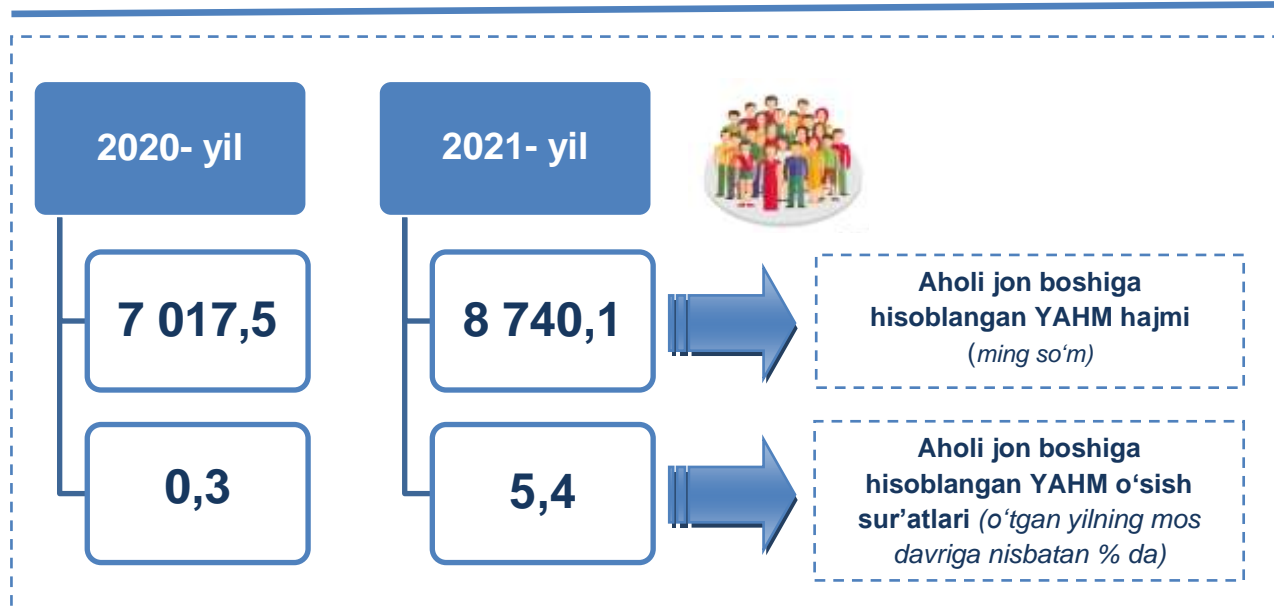 2020- yil
2021- yil
7 017,5
8 740,1
Aholi jon boshiga
hisoblangan YAHM hajmi
(ming so‘m)
0,3
5,4
Aholi jon boshiga
hisoblangan YAHM o‘sish
sur’atlari (o‘tgan yilning mos
davriga nisbatan % da)